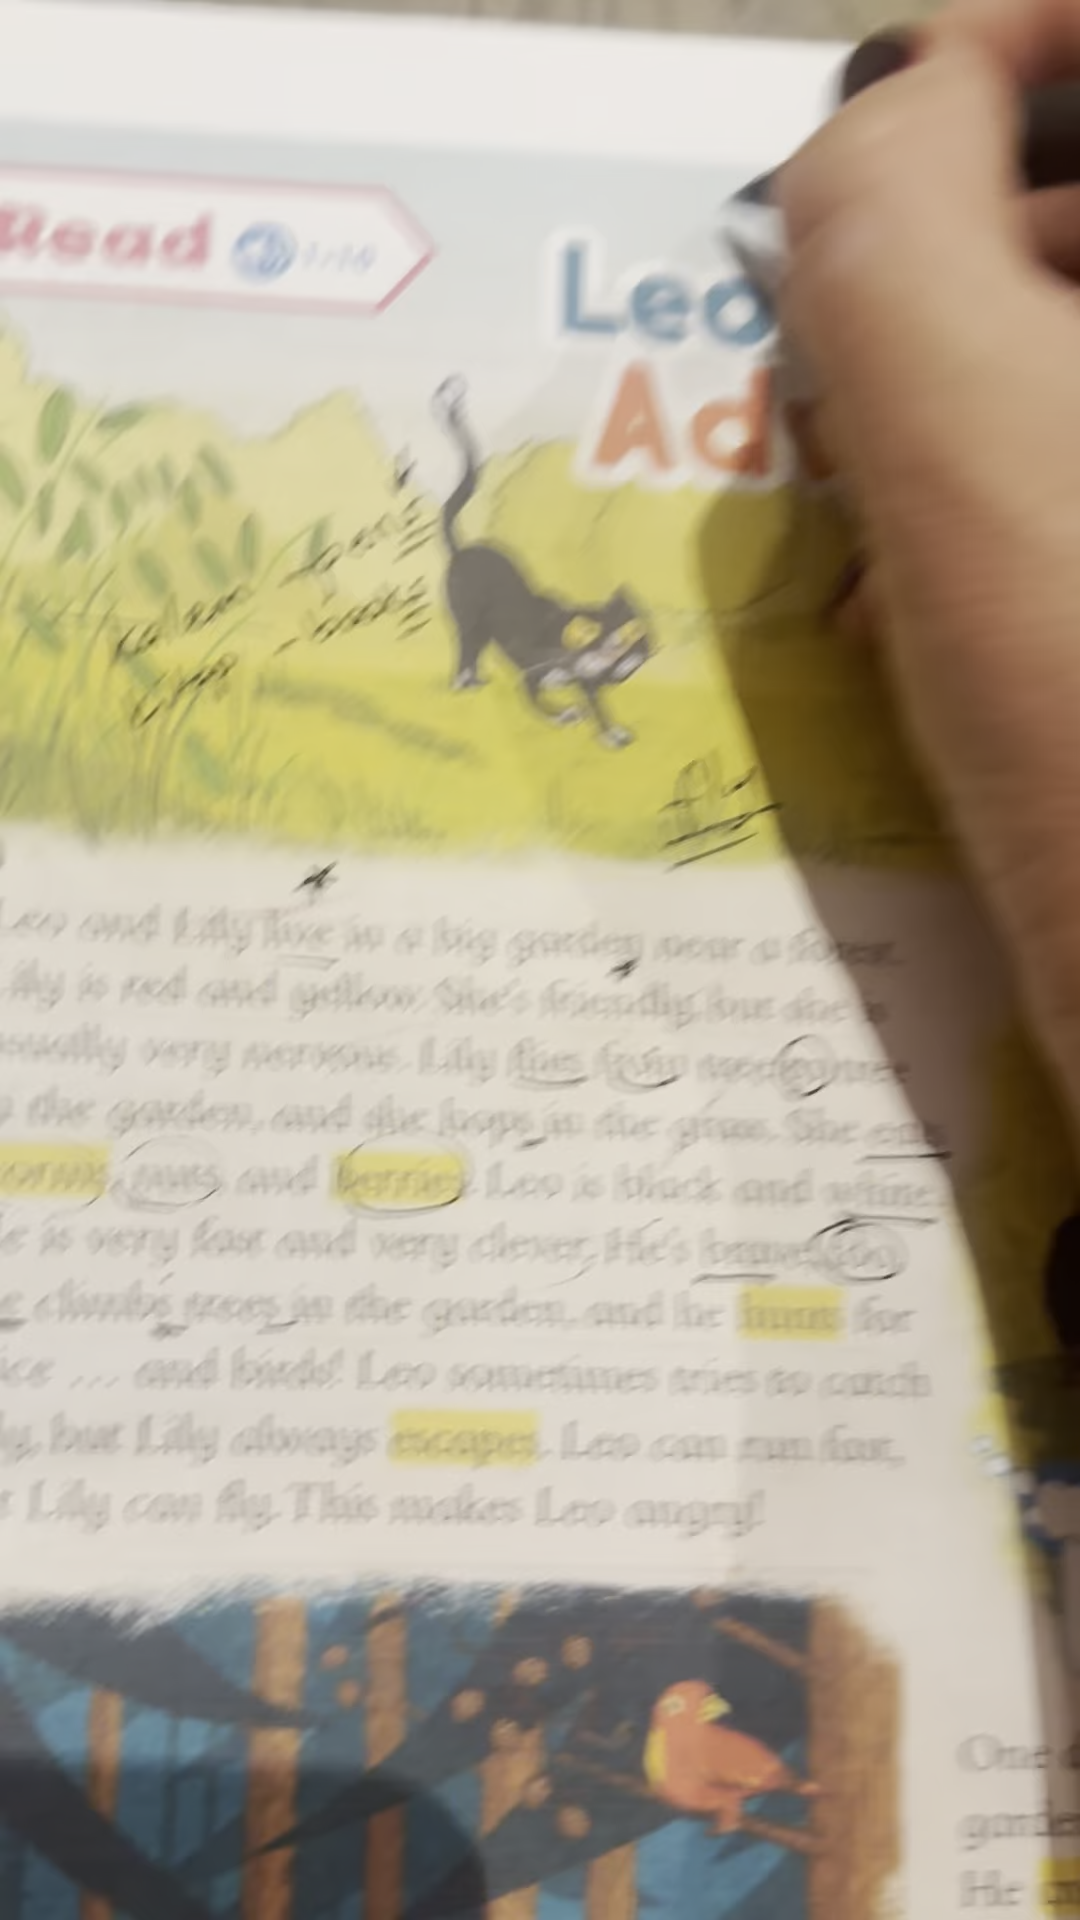 Read 1/16
Leo
Ad
Leo and Lily live in a big garden near a forest.
Lily is red and yellow. She's friendly but she is
usually very nervous. Lily flies from tree to tree
the garden, and she hops in the grass. She eats
worms, nuts and berries. Leo is black and white.
He is very fast and very clever. He's brave too
climbs trees in the garden, and he hunts for
ice ... and birds! Leo sometimes tries to catch
ly, but Lily always escapes. Leo can run fast,
t Lily can fly. This makes Leo angry!
One
garde
He